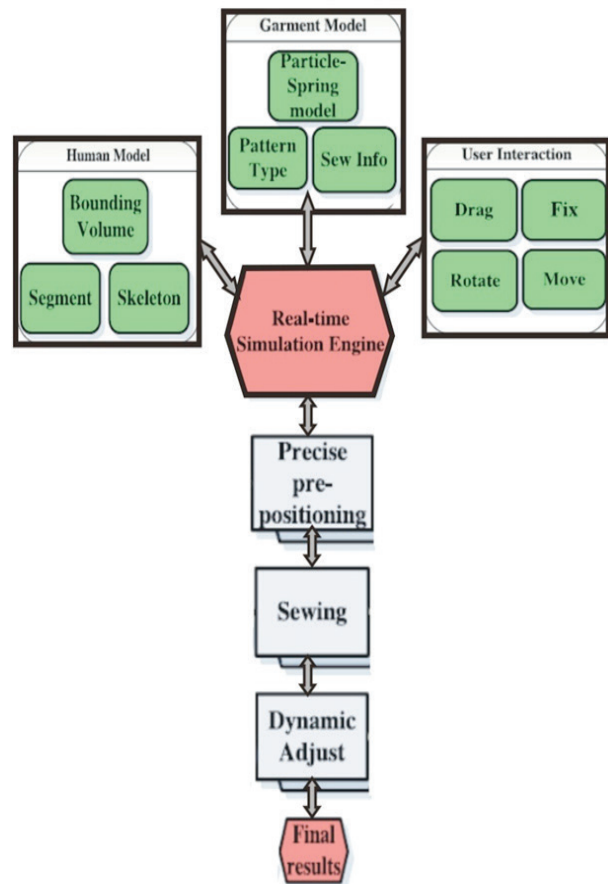 Garment Model
Particle-
Spring
model
Pattern
Type
Sew Info
Human Model
Bounding
Volume
Segment
Skeleton
User Interaction
Drag
Fix
Rotate
Move
Real-time
Simulation Engine
Precise
pre-
positioning
Sewing
Dynamic
Adjust
Final
results